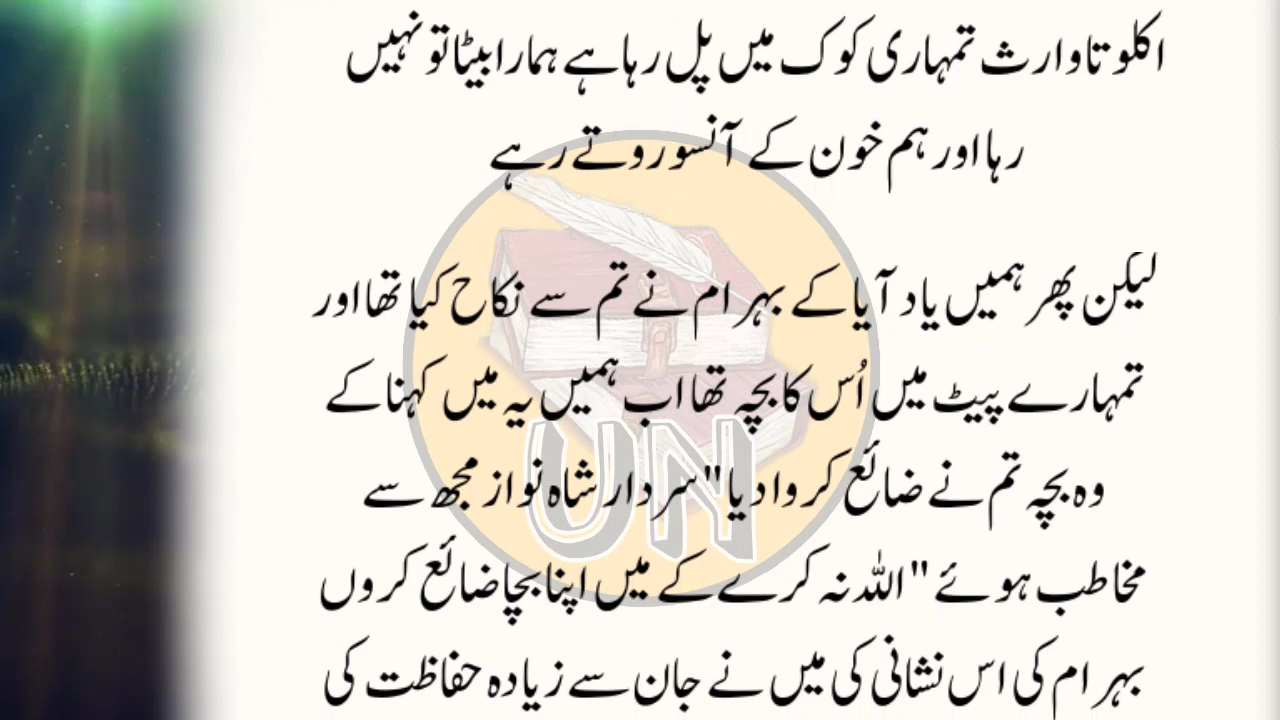 اکلوتا وارث تمہاری کوک میں پل رہا ہے ہمارا بیٹا تو نہیں
رہا اور ہم خون کے آنسو روتے رہے
لیکن پھر ہمیں یاد آیا کے بہرام نے تم سے نکاح کیا تھا اور
تمہارے پیٹ میں اُس کا بچہ تھا اب ہمیں یہ میں کہنا کے
وہ بچہ تم نے ضائع کروا دیا" سردار شاہ نواز مجھ سے
مخاطب ہوئے "اللہ نہ کرے کے میں اپنا بچا ضائع کروں
بہرام کی اس نشانی کی میں نے جان سے زیادہ حفاظت کی
UN